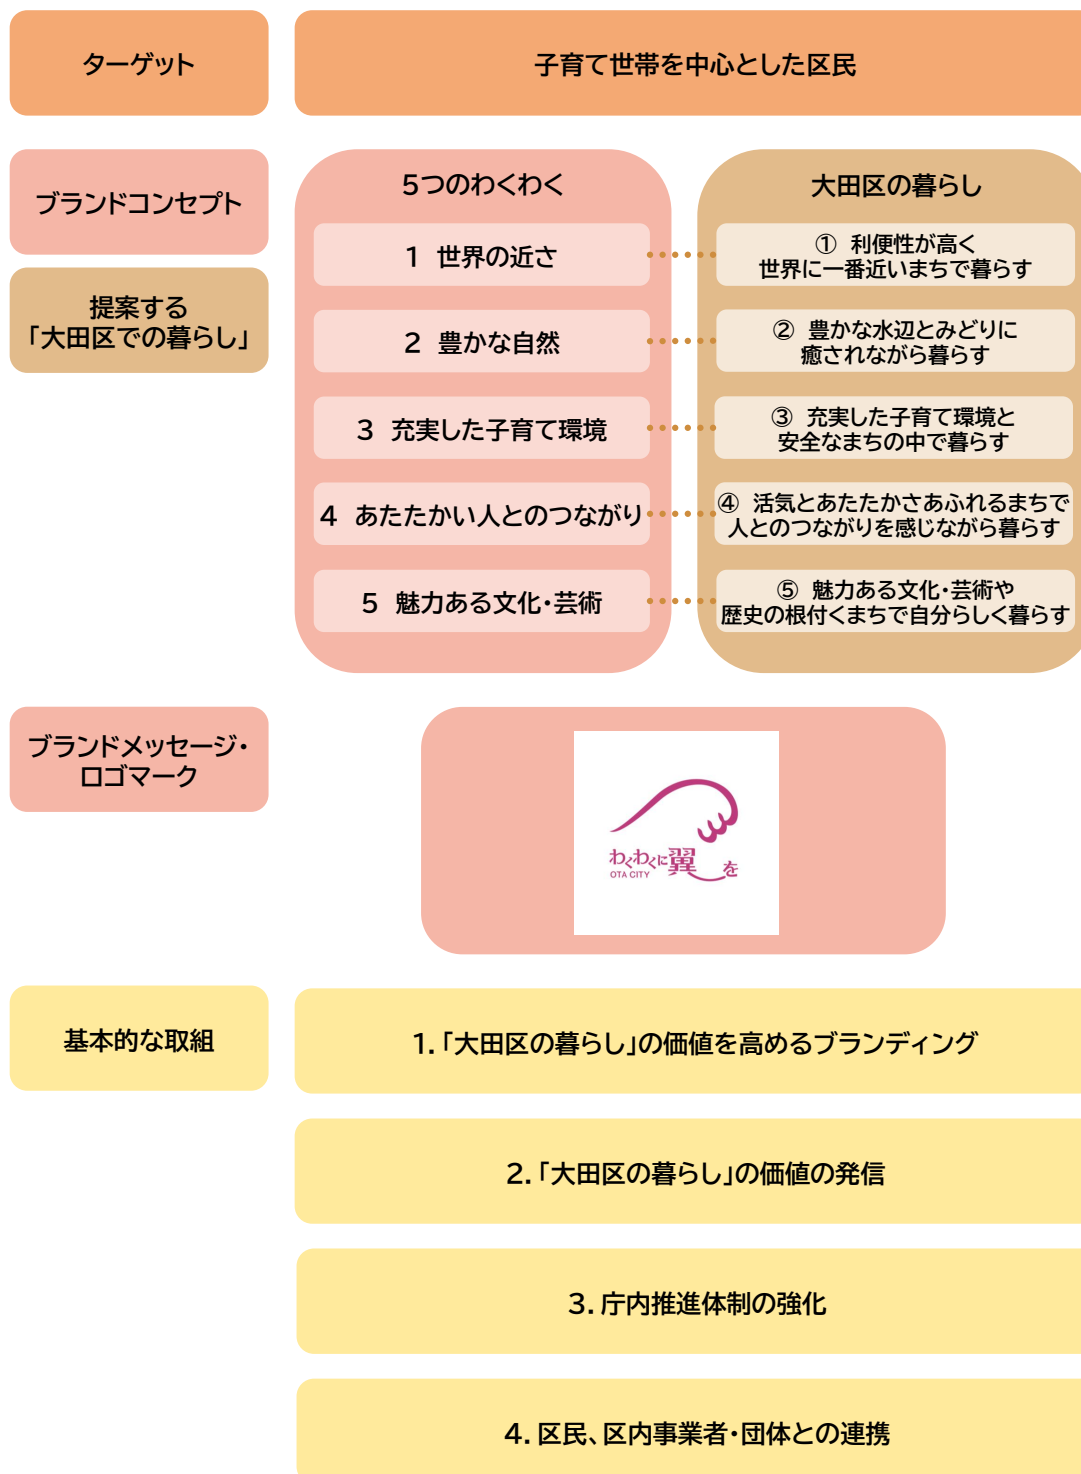 ターゲット
子育て世帯を中心とした区民
ブランドコンセプト
提案する
「大田区での暮らし」
5つのわくわく
1 世界の近さ
2 豊かな自然
3 充実した子育て環境
4 あたたかい人とのつながり
5 魅力ある文化・芸術
大田区の暮らし
① 利便性が高く
世界に一番近いまちで暮らす
② 豊かな水辺とみどりに
癒されながら暮らす
③ 充実した子育て環境と
安全なまちの中で暮らす
④ 活気とあたたかさあふれるまちで
人とのつながりを感じながら暮らす
⑤ 魅力ある文化・芸術や
歴史の根付くまちで自分らしく暮らす
ブランドメッセージ・
ロゴマーク
わくわくに翼を
OTA CITY
基本的な取組
1.「大田区の暮らし」の価値を高めるブランディング
2.「大田区の暮らし」の価値の発信
3.庁内推進体制の強化
4.区民、区内事業者・団体との連携